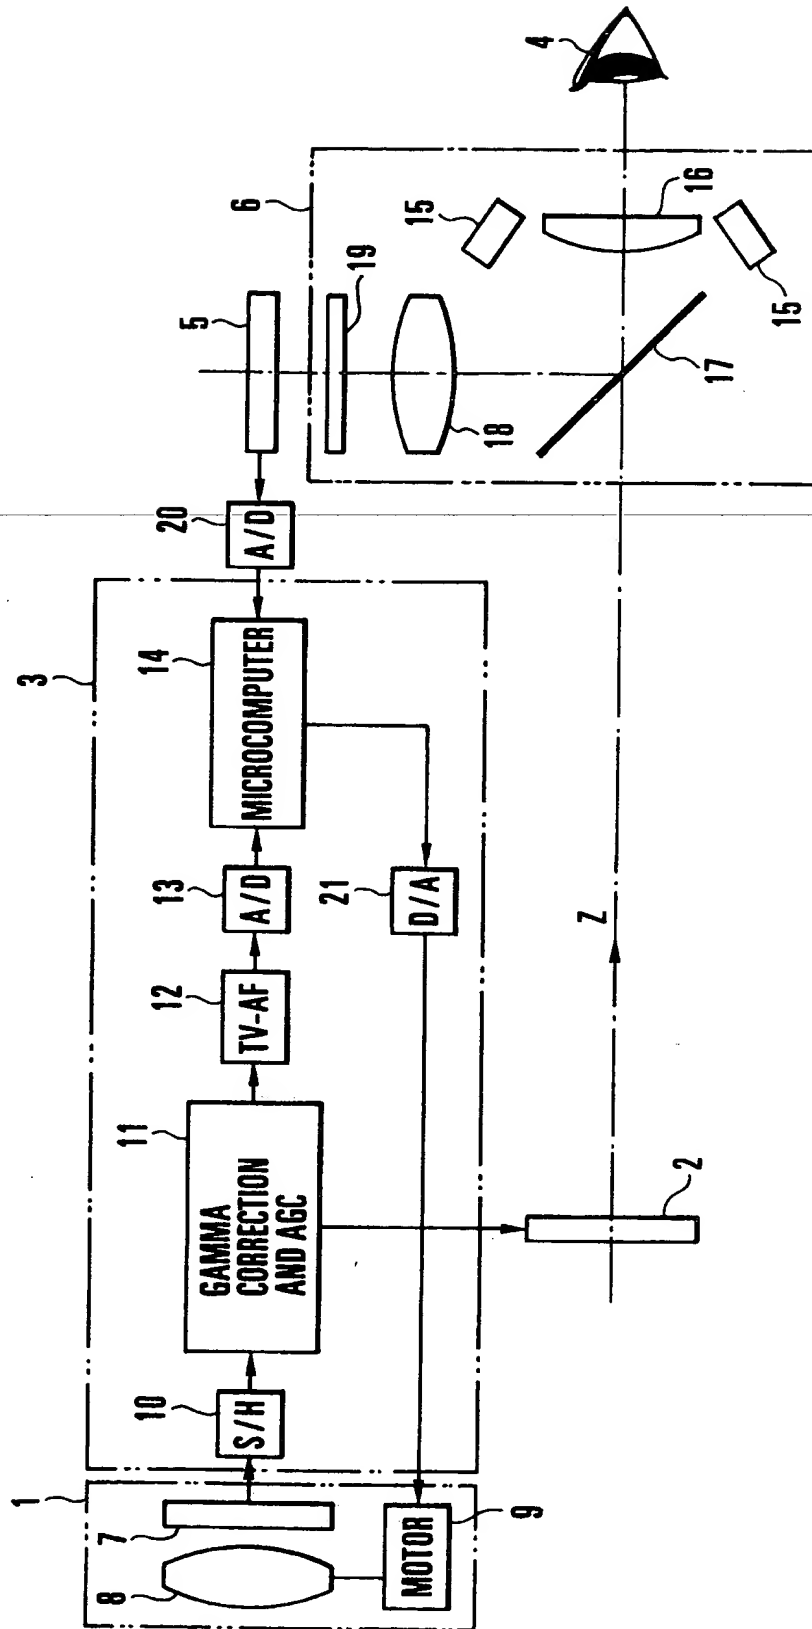 1
7
8
MOTOR
9
3
10
S/H
11
GAMMA
CORRECTION
AND AGC
12
TV-AF
13
A/D
14
MICROCOMPUTER
21
D/A
20
A/D
5
6
19
18
15
16
15
17
4
2
Z